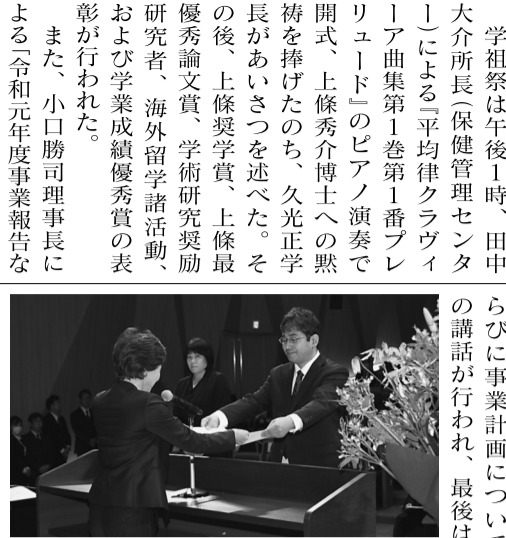 学祖祭は午後1時、田中
大介所長(保健管理センタ
ー)による『平均律クラヴィ
ーア曲集第1巻第1番プレ
リュード』のピアノ演奏で
開式、上條秀介博士への黙
祷を捧げたのち、久光正学
長があいさつを述べた。そ
の後、上條奨学賞、上條最
優秀論文賞、学術研究奨励
研究者、海外留学諸活動、
および学業成績優秀賞の表
彰が行われた。
また、小口勝司理事長に
よる「令和元年度事業報告な
らびに事業計画について
の講話が行われ、最後は